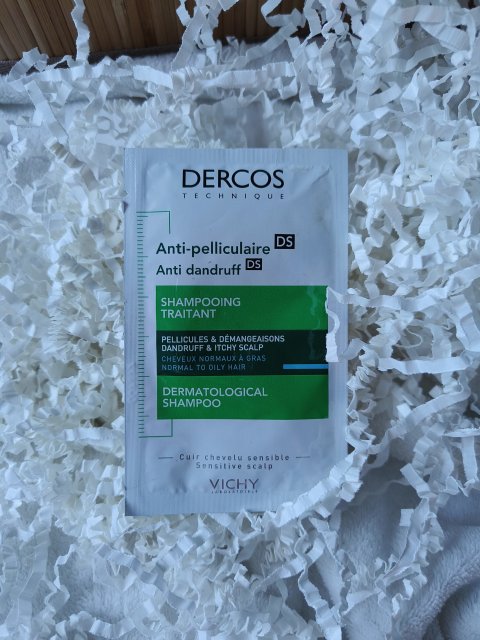 DERCOS
TECHNIQUE
Anti-pelliculaire DS
Anti dandruff DS
SHAMPOOING
TRAITANT
PELLICULES & DÉMANGEAISONS
DANDRUFF & ITCHY SCALP
CHEVEUX NORMAUX À GRAS
NORMAL TO OILY HAIR
DERMATOLOGICAL
SHAMPOO
Cuir chevelu sensible
Sensitive scalp
VICHY
LABORATOIRES